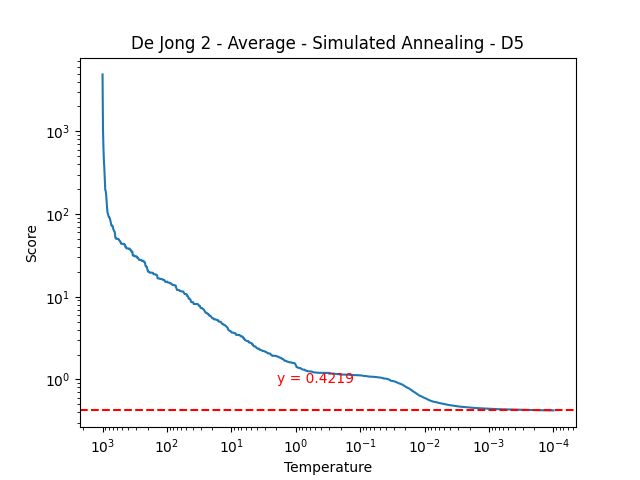 De Jong 2 - Average - Simulated Annealing - D5
Score
10³
10²
10¹
10⁰
y = 0.4219
10³ 10² 10¹ 10⁰ 10⁻¹ 10⁻² 10⁻³ 10⁻⁴
Temperature